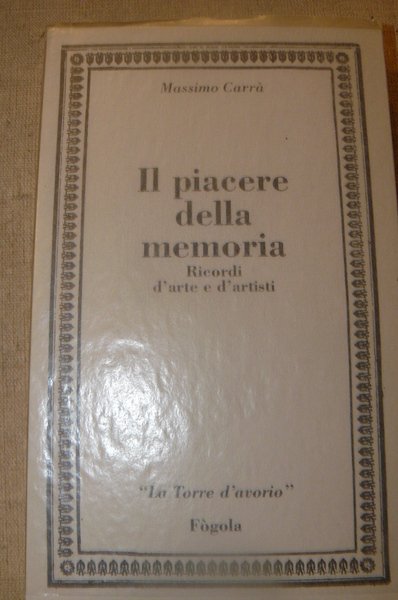 Massimo Carrà
Il piacere
della
memoria
Ricordi
d'arte e d'artisti
"La Torre d'avorio"
Fògola